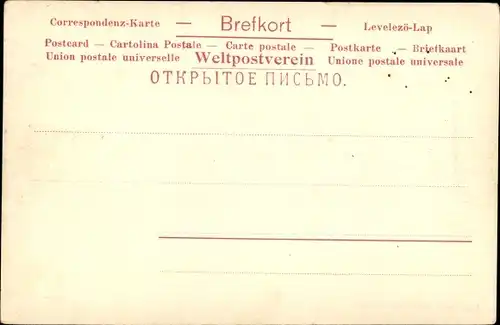 Correspondenz-Karte — Brefkort — Levelező-Lap
Postcard — Cartolina Postale — Carte postale — Postkarte — Briefkaart
Union postale universelle Weltpostverein Unione postale universale
ОТКРЫТОЕ ПИСЬМО.